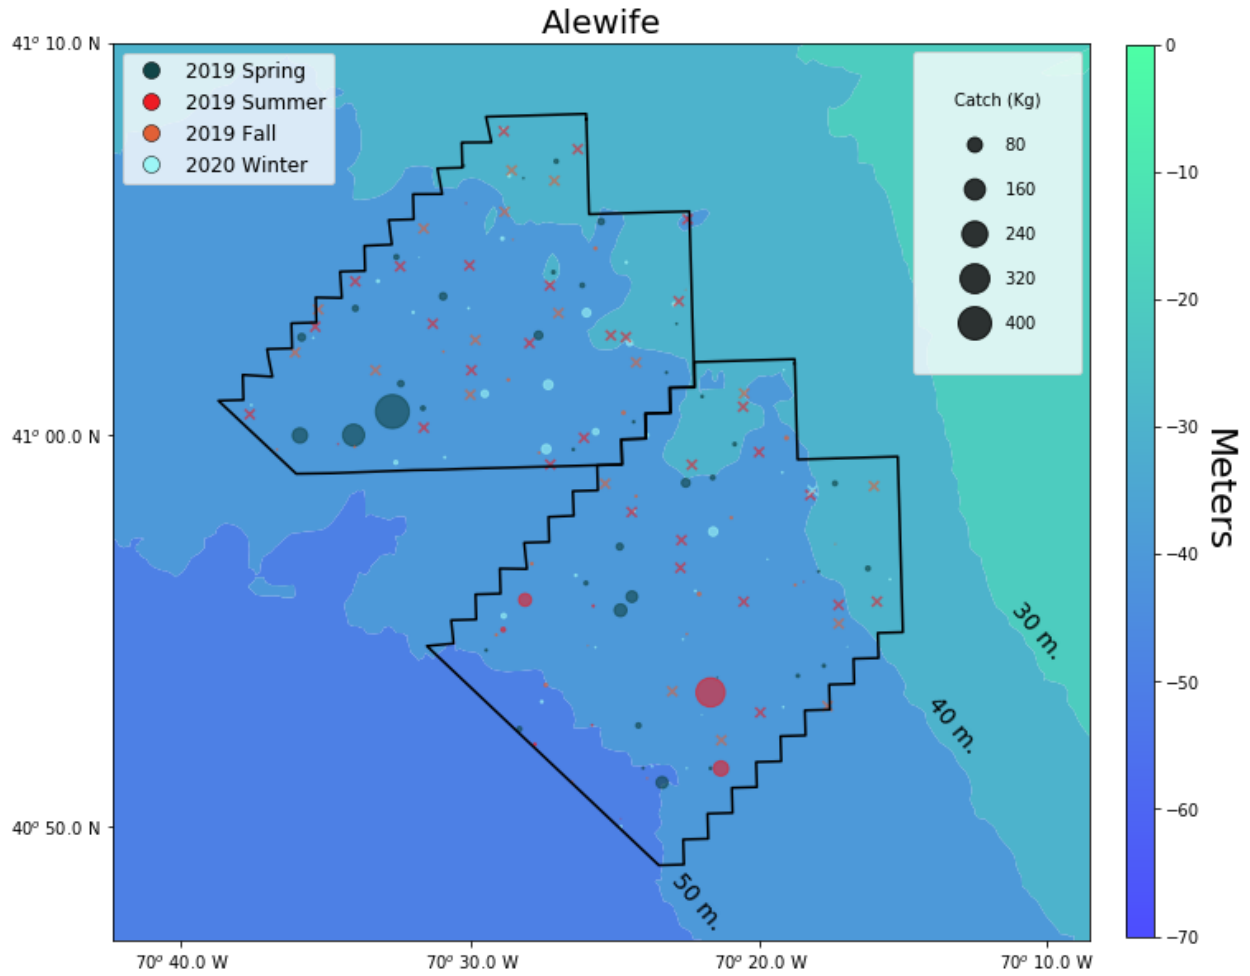 Alewife
41° 10.0 N
41° 00.0 N
40° 50.0 N
2019 Spring
2019 Summer
2019 Fall
2020 Winter
Catch (Kg)
80
160
240
320
400
30 m.
40 m.
50 m.
70° 40.0 W
70° 30.0 W
70° 20.0 W
70° 10.0 W
0
−10
−20
−30
−40
−50
−60
−70
Meters